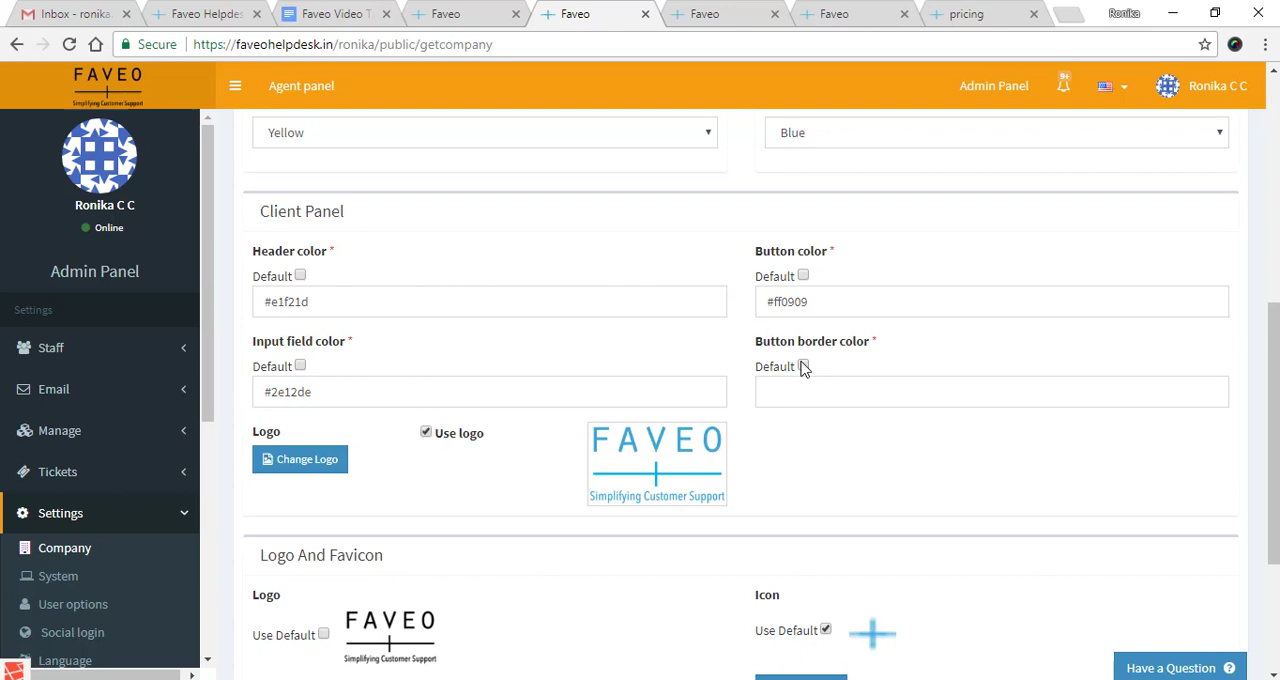 Inbox - ronika.
Faveo Helpdes
Faveo Video T
Faveo
Faveo
Faveo
Faveo
pricing
Ronika
Secure
https://faveohelpdesk.in/ronika/public/getcompany
FAVEO
Simplifying Customer Support
Agent panel
Admin Panel
9+
Ronika C C
Ronika C C
Online
Admin Panel
Settings
Staff
Email
Manage
Tickets
Settings
Company
System
User options
Social login
Language
Yellow
Blue
Client Panel
Header color *
Default
#e1f21d
Button color *
Default
#ff0909
Input field color *
Default
#2e12de
Button border color *
Default
Logo
Use logo
Change Logo
FAVEO
Simplifying Customer Support
Logo And Favicon
Logo
Use Default
FAVEO
Simplifying Customer Support
Icon
Use Default
Have a Question